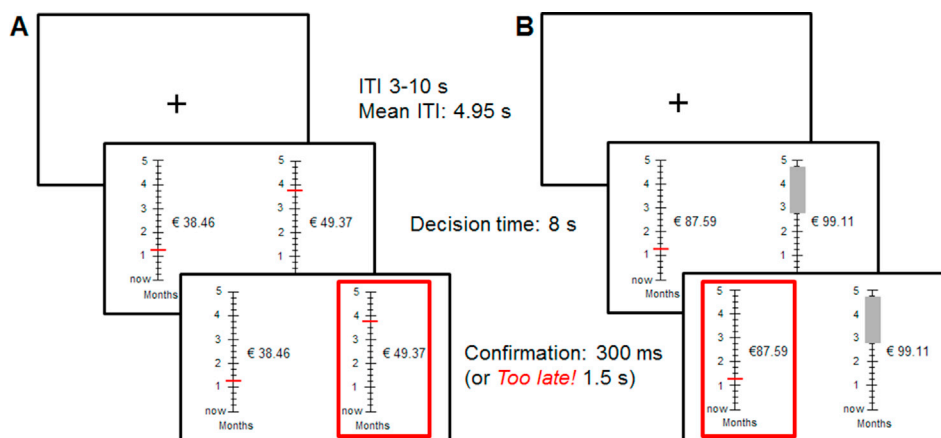 A
B
ITI 3-10 s
Mean ITI: 4.95 s
5
4
3
2
1
€ 38.46
5
4
3
2
1
€ 49.37
now
Months
Decision time: 8 s
5
4
3
2
1
€ 87.59
5
4
3
2
1
€ 99.11
now
Months
5
4
3
2
1
now
Months
€ 38.46
5
4
3
2
1
now
Months
€ 49.37
Confirmation: 300 ms
(or Too late! 1.5 s)
5
4
3
2
1
now
Months
€87.59
5
4
3
2
1
now
Months
€ 99.11